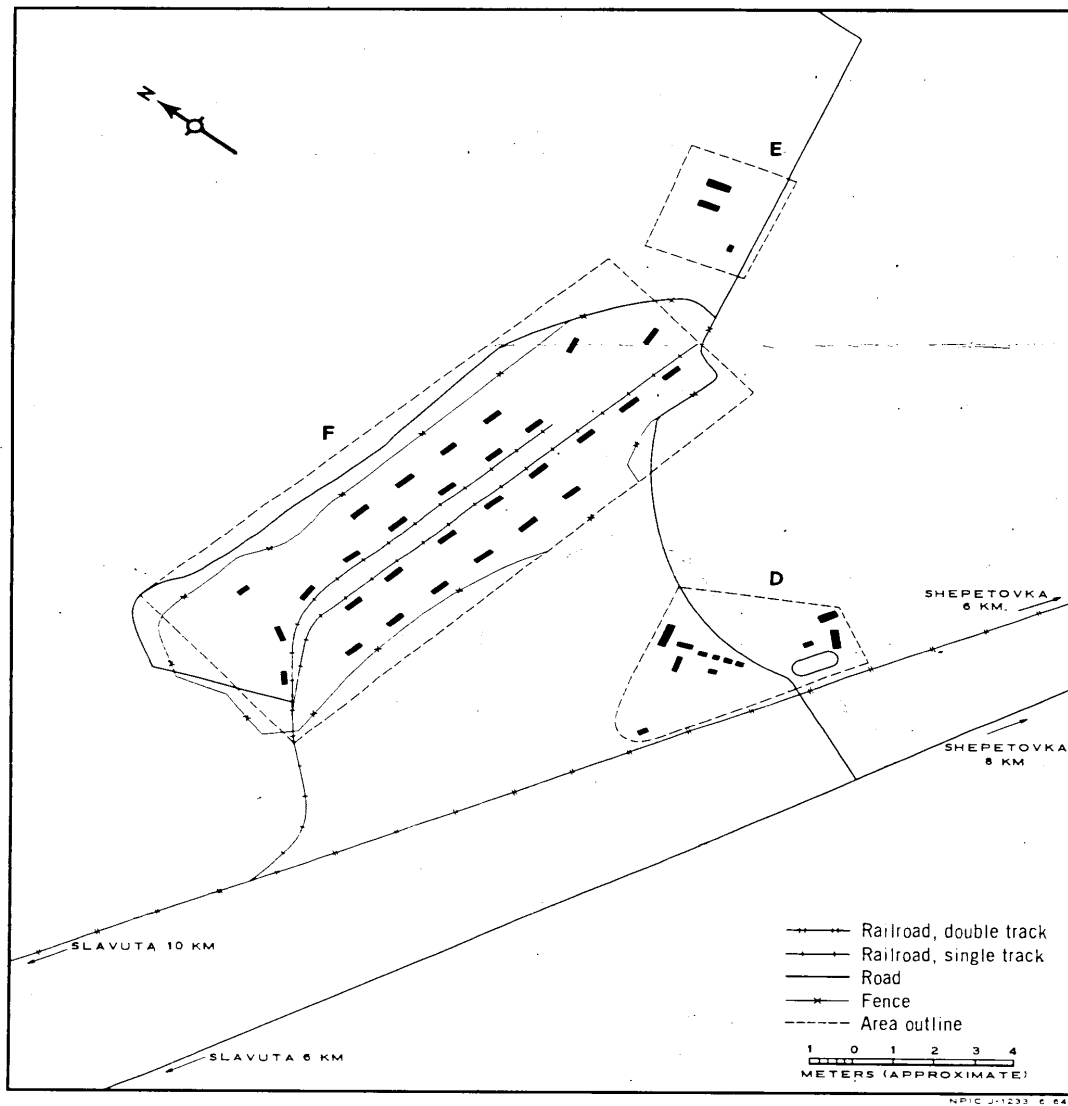 N
E
F
D
SHEPETOVKA
6 KM.
SHEPETOVKA
8 KM
SLAVUTA 10 KM
SLAVUTA 6 KM
Railroad, double track
Railroad, single track
Road
Fence
Area outline
1 0 1 2 3 4
METERS (APPROXIMATE)
NPIC J-1233 6 64